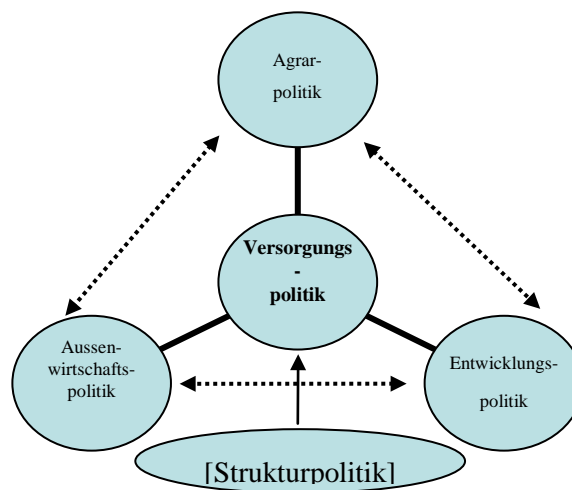 Agrar-
politik
Versorgungs
-
politik
Aussen-
wirtschafts-
politik
Entwicklungs-
politik
[Strukturpolitik]